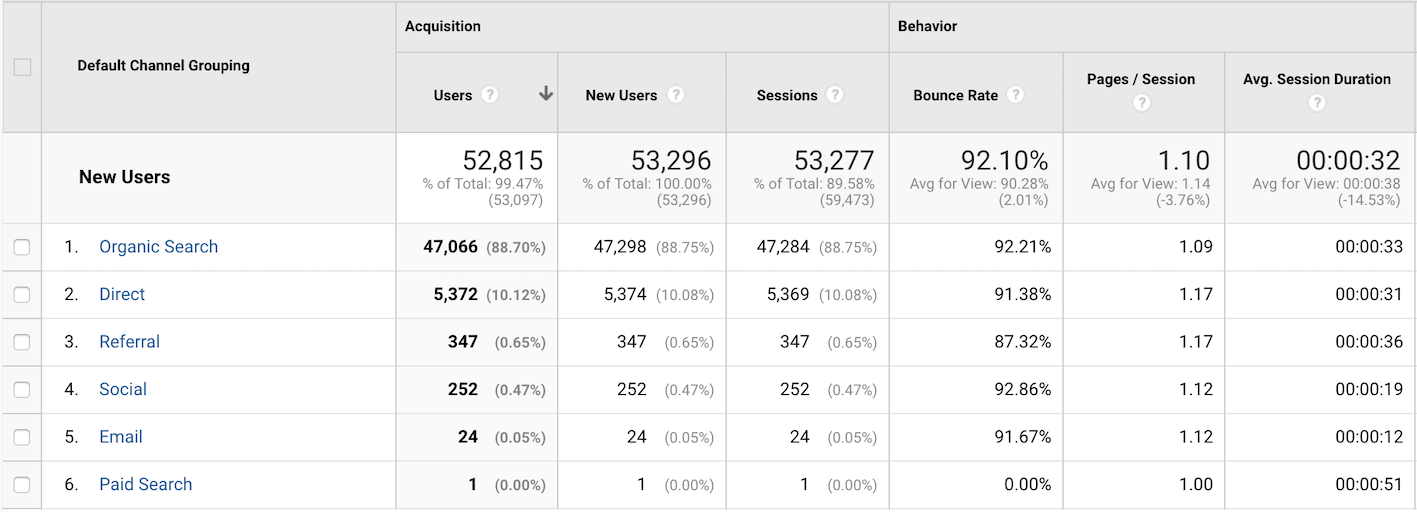 Acquisition
Behavior
Default Channel Grouping
Users ?
New Users ?
Sessions ?
Bounce Rate ?
Pages / Session
?
Avg. Session Duration
?
New Users
52,815
% of Total: 99.47%
(53,097)
53,296
% of Total: 100.00%
(53,296)
53,277
% of Total: 89.58%
(59,473)
92.10%
Avg for View: 90.28%
(2.01%)
1.10
Avg for View: 1.14
(-3.76%)
00:00:32
Avg for View: 00:00:38
(-14.53%)
1. Organic Search 47,066 (88.70%) 47,298 (88.75%) 47,284 (88.75%) 92.21% 1.09 00:00:33
2. Direct 5,372 (10.12%) 5,374 (10.08%) 5,369 (10.08%) 91.38% 1.17 00:00:31
3. Referral 347 (0.65%) 347 (0.65%) 347 (0.65%) 87.32% 1.17 00:00:36
4. Social 252 (0.47%) 252 (0.47%) 252 (0.47%) 92.86% 1.12 00:00:19
5. Email 24 (0.05%) 24 (0.05%) 24 (0.05%) 91.67% 1.12 00:00:12
6. Paid Search 1 (0.00%) 1 (0.00%) 1 (0.00%) 0.00% 1.00 00:00:51